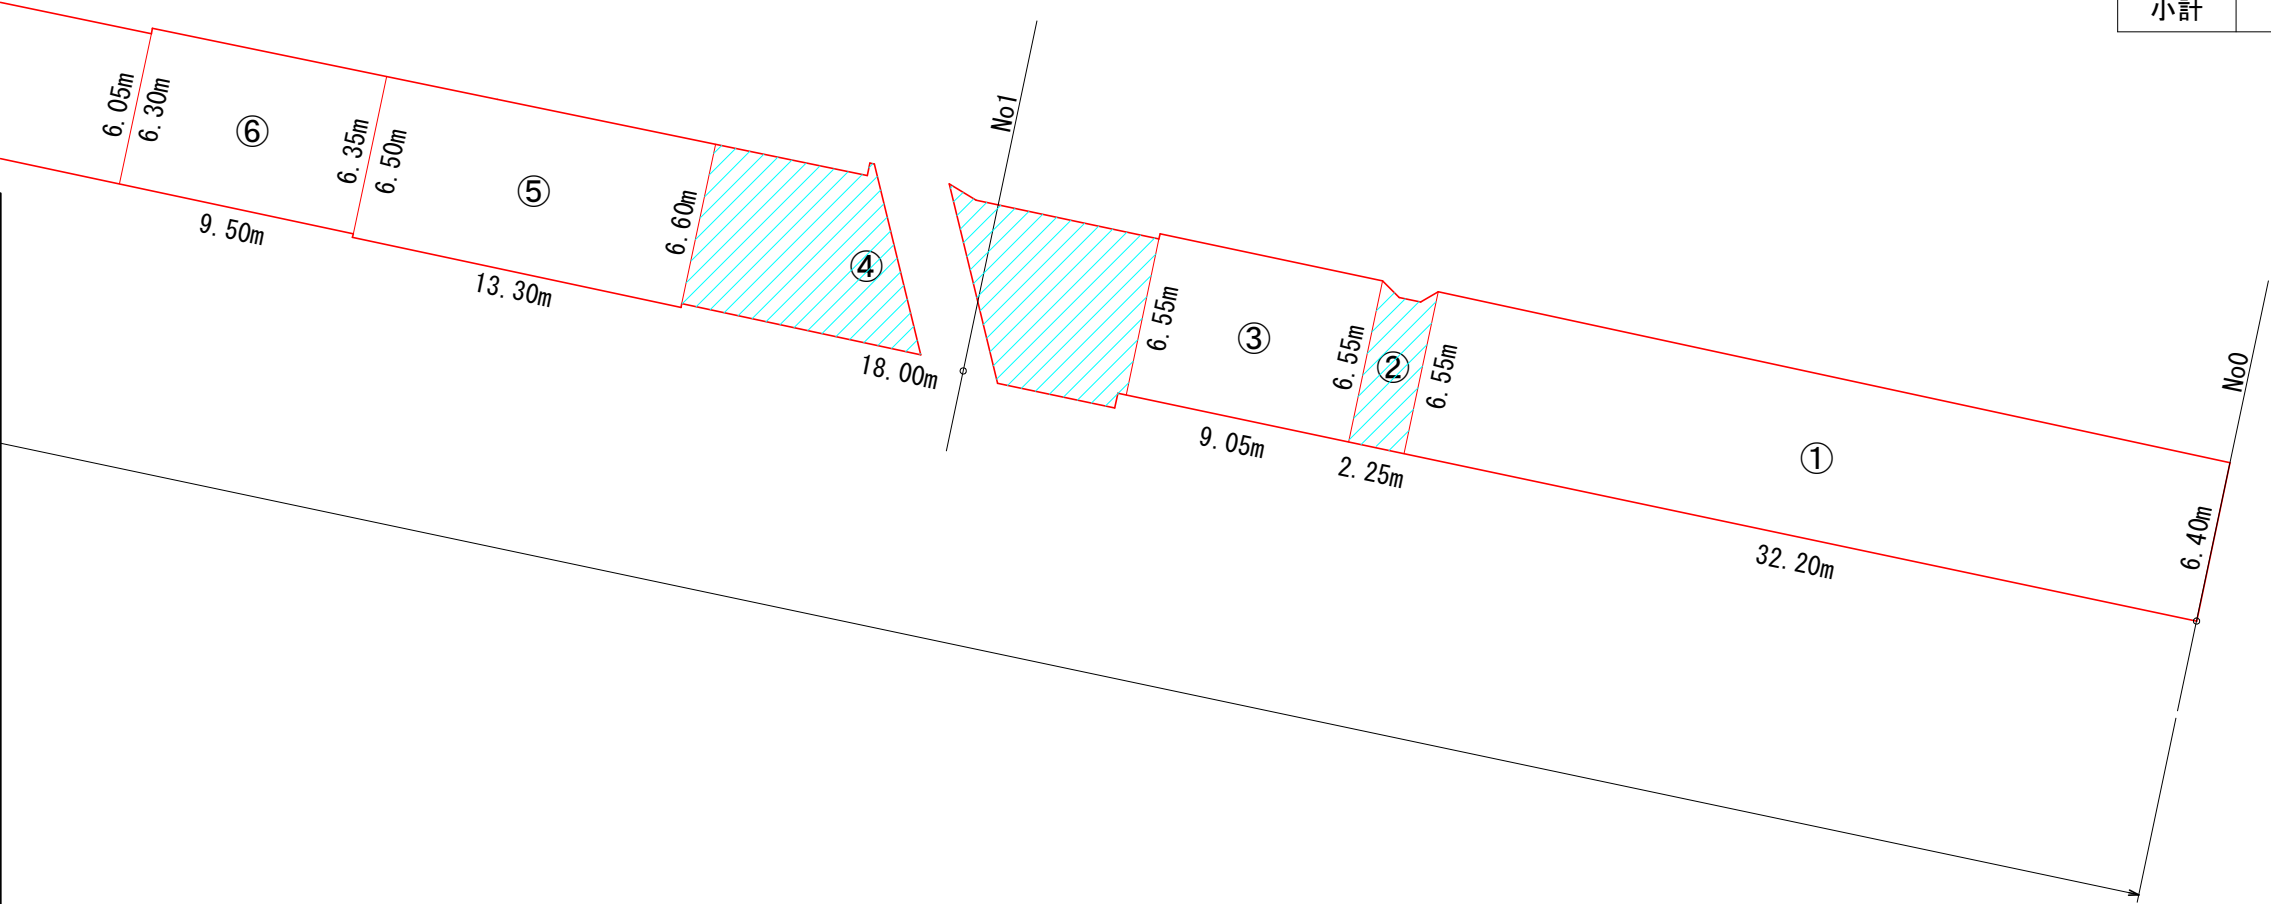 小計
No1
6.05m
6.30m
⑥
6.35m
6.50m
⑤
6.60m
④
9.50m
13.30m
18.00m
6.55m
③
6.55m
②
6.55m
9.05m
2.25m
①
No0
6.40m
32.20m